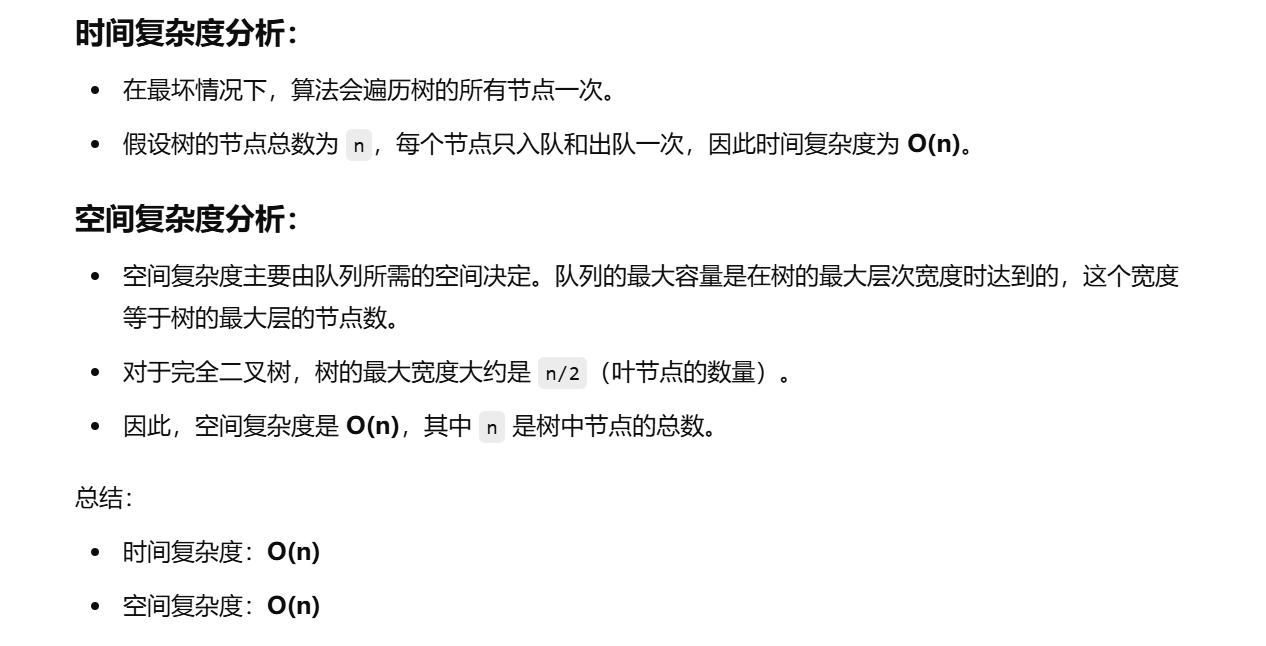 时间复杂度分析：
• 在最坏情况下，算法会遍历树的所有节点一次。
• 假设树的节点总数为 n，每个节点只入队和出队一次，因此时间复杂度为 O(n)。
空间复杂度分析：
• 空间复杂度主要由队列所需的空间决定。队列的最大容量是在树的最大层次宽度时达到的，这个宽度
等于树的最大层的节点数。
• 对于完全二叉树，树的最大宽度大约是 n/2（叶节点的数量）。
• 因此，空间复杂度是 O(n)，其中 n 是树中节点的总数。
总结：
• 时间复杂度：O(n)
• 空间复杂度：O(n)